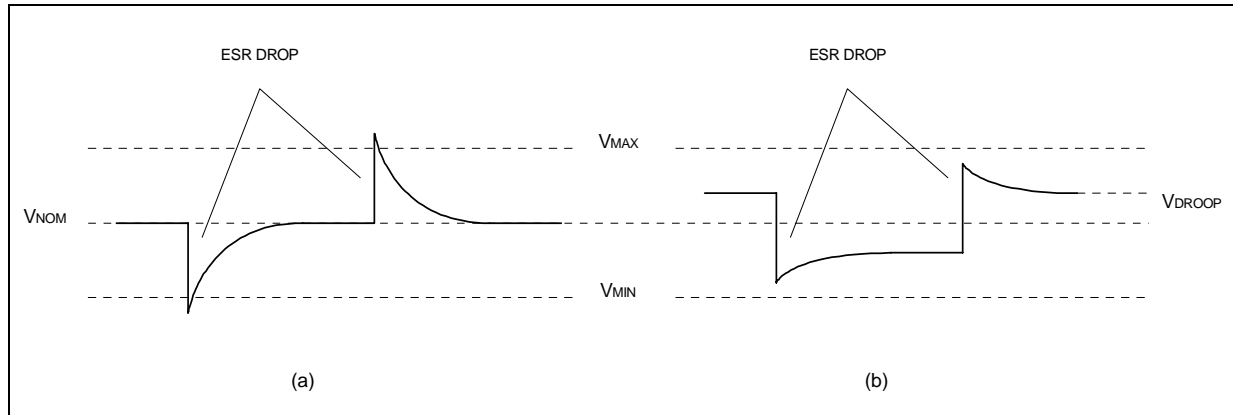 ESR DROP
ESR DROP
VMAX
VNOM
VDROOP
VMIN
(a)
(b)